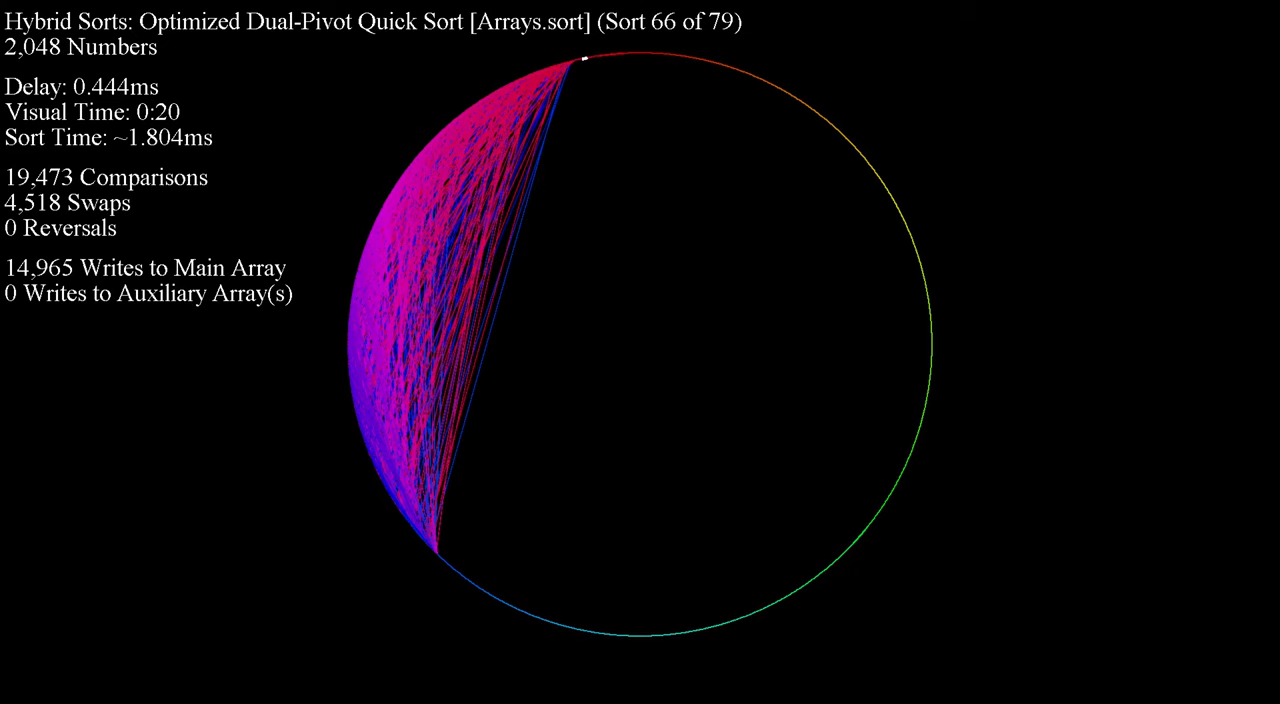 Hybrid Sorts: Optimized Dual-Pivot Quick Sort [Arrays.sort] (Sort 66 of 79)
2,048 Numbers
Delay: 0.444ms
Visual Time: 0:20
Sort Time: ~1.804ms
19,473 Comparisons
4,518 Swaps
0 Reversals
14,965 Writes to Main Array
0 Writes to Auxiliary Array(s)